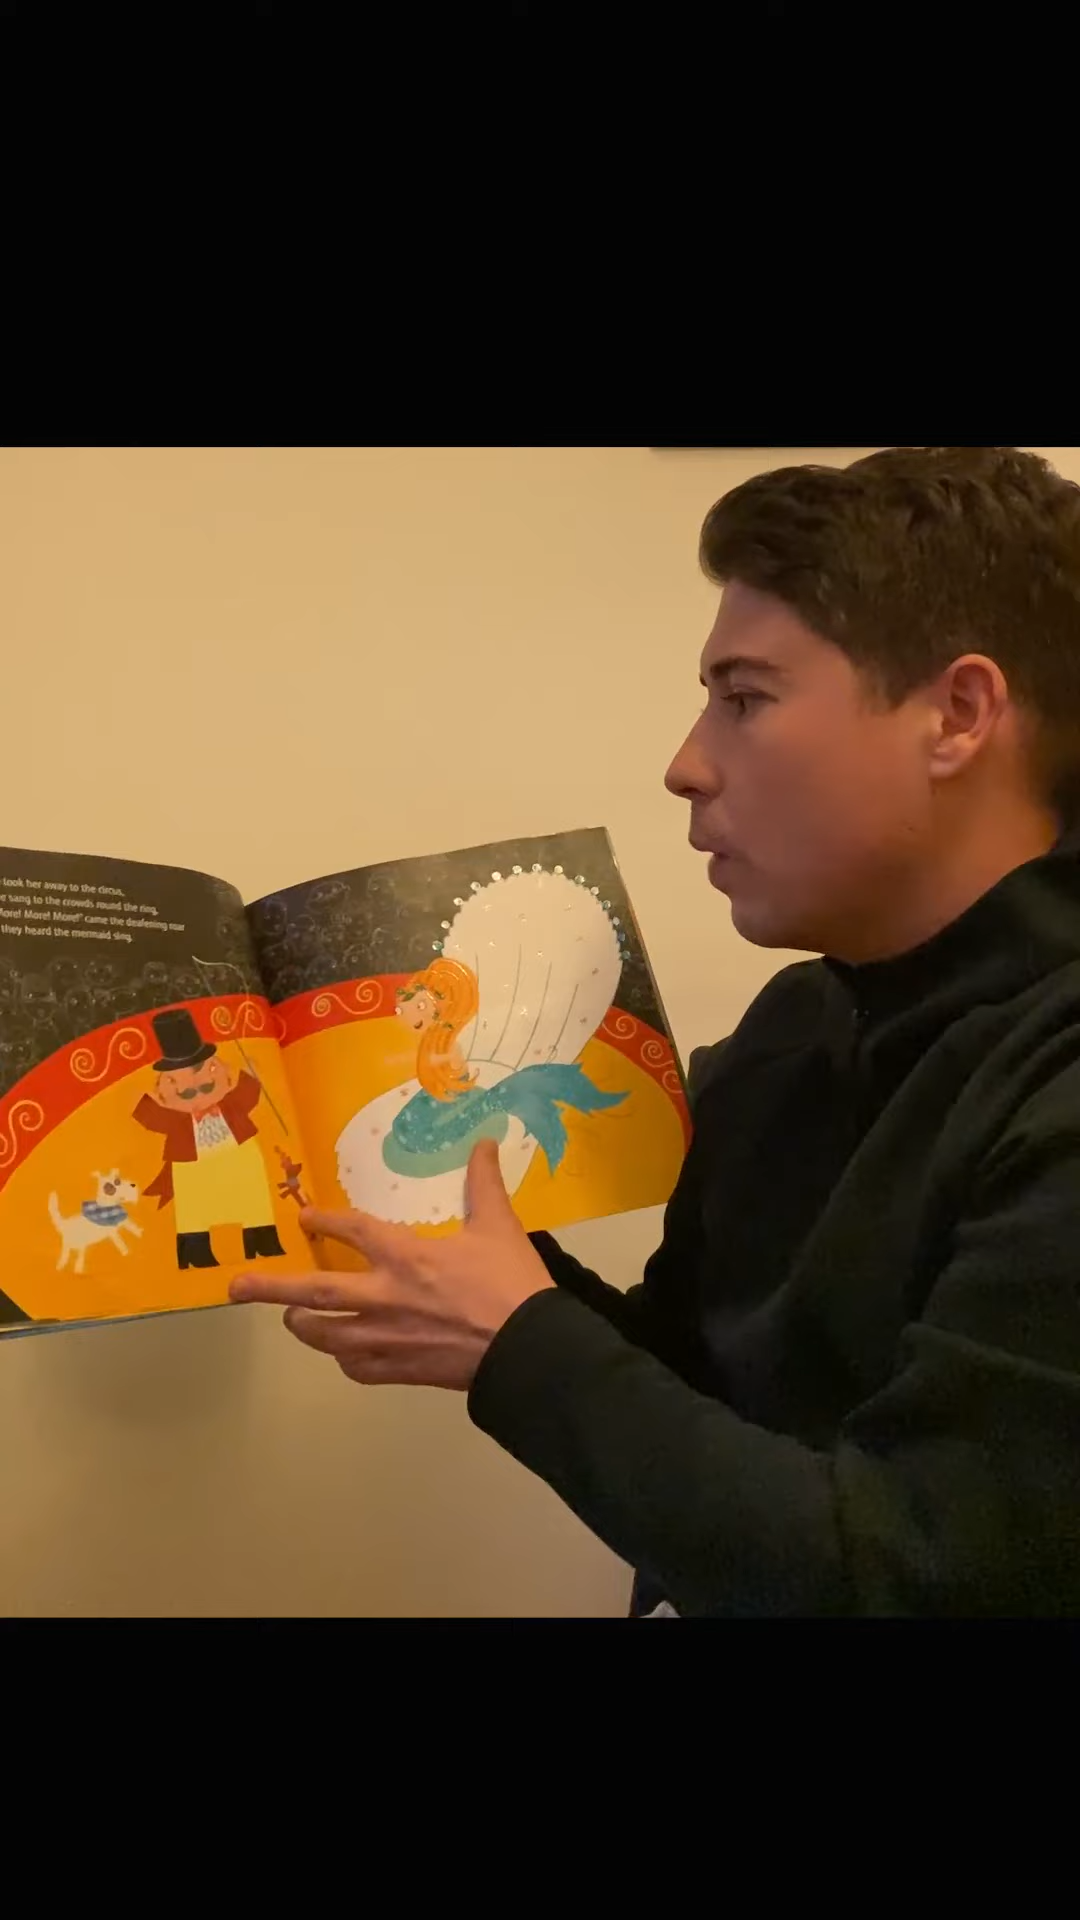 took her away to the circus,
sang to the crowds round the ring,
More! More! More!" came the deafening roar
they heard the mermaid sing.